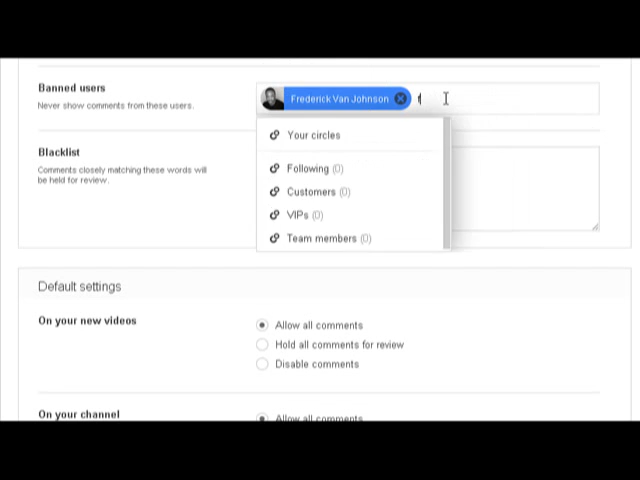 Banned users
Never show comments from these users.
Frederick Van Johnson
Your circles
Following (0)
Customers (0)
VIPs (0)
Team members (0)
Blacklist
Comments closely matching these words will
be held for review.
Default settings
On your new videos
Allow all comments
Hold all comments for review
Disable comments
On your channel
Allow all comments